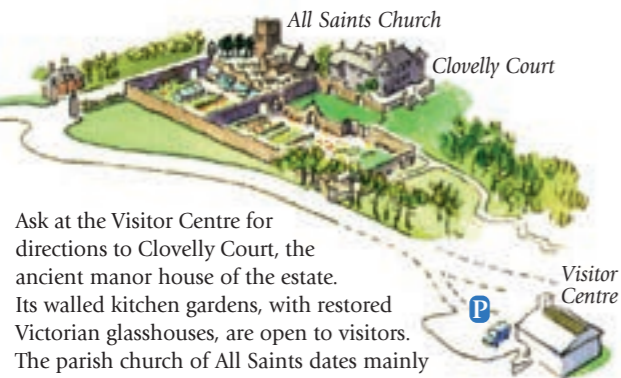 All Saints Church
Clovelly Court
Ask at the Visitor Centre for
directions to Clovelly Court, the
ancient manor house of the estate.
Its walled kitchen gardens, with restored
Victorian glasshouses, are open to visitors.
The parish church of All Saints dates mainly
Visitor
Centre
P